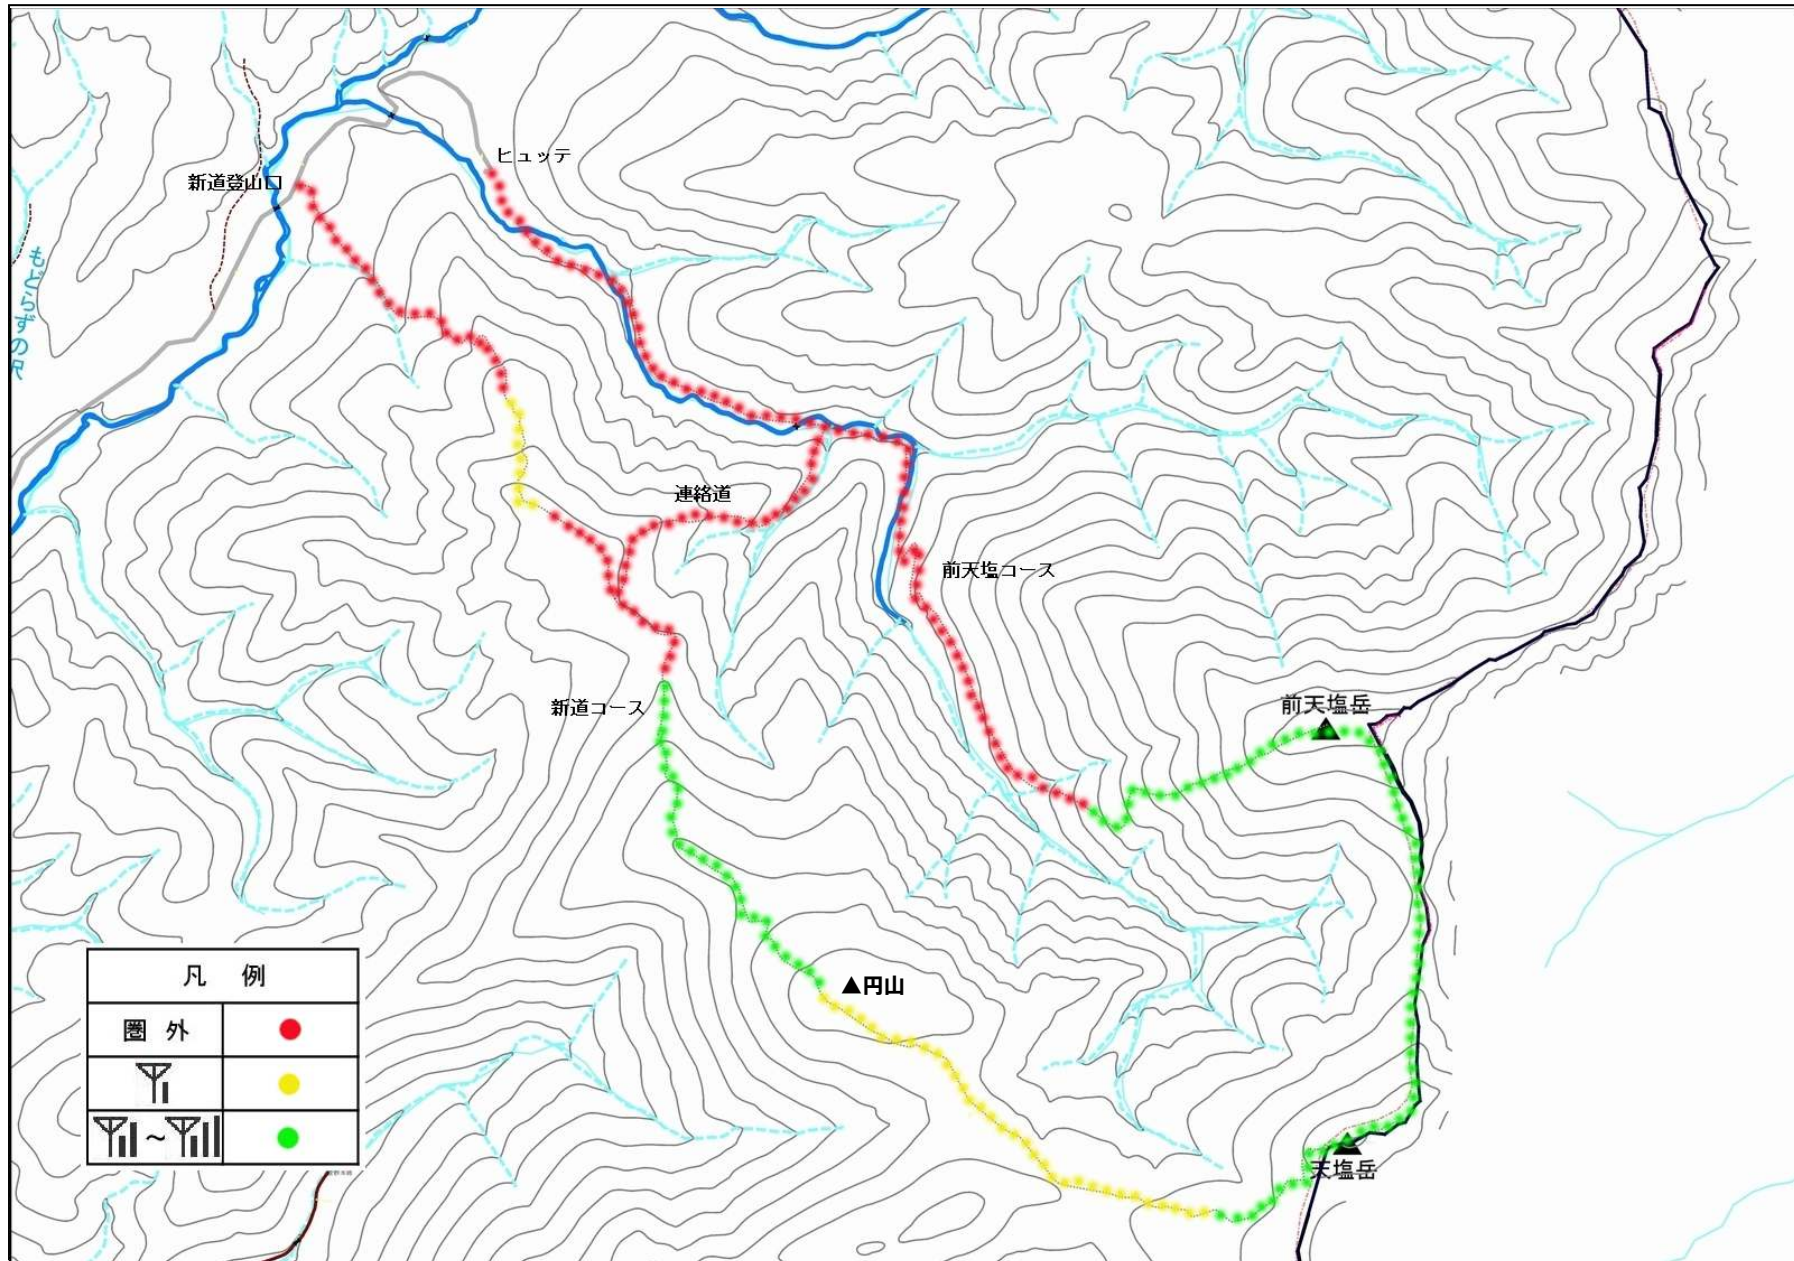 ヒュッテ
新道登山口
もどらずの沢
連絡道
前天塩コース
新道コース
前天塩岳
▲円山
天塩岳
凡 例
圏 外
~